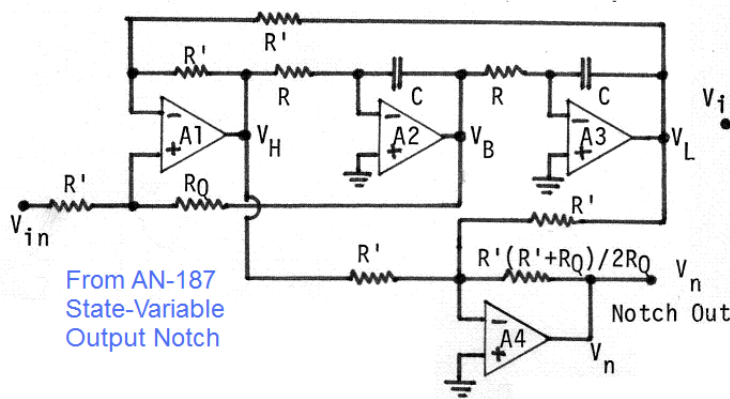 R'
R'
R
C
R
C
V_i
A1
V_H
A2
V_B
A3
V_L
R'
R_Q
V_in
R'
R'
R'(R'+R_Q)/2R_Q
V_n
Notch Out
A4
V_n
From AN-187
State-Variable
Output Notch